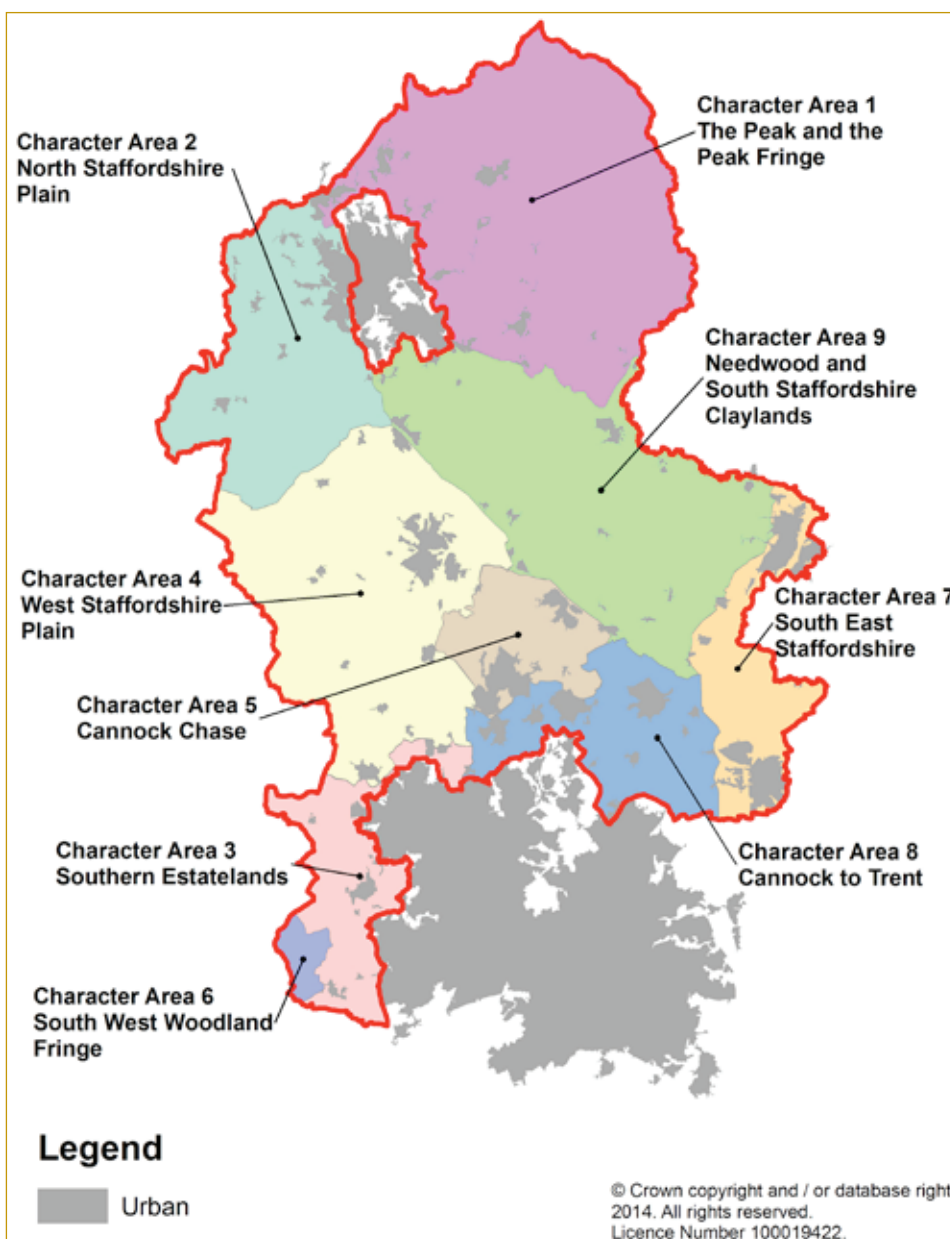 Character Area 1
The Peak and the
Peak Fringe
Character Area 2
North Staffordshire
Plain
Character Area 9
Needwood and
South Staffordshire
Claylands
Character Area 4
West Staffordshire
Plain
Character Area 7
South East
Staffordshire
Character Area 5
Cannock Chase
Character Area 3
Southern Estatelands
Character Area 8
Cannock to Trent
Character Area 6
South West Woodland
Fringe
Legend
Urban
© Crown copyright and / or database right
2014. All rights reserved.
Licence Number 100019422.